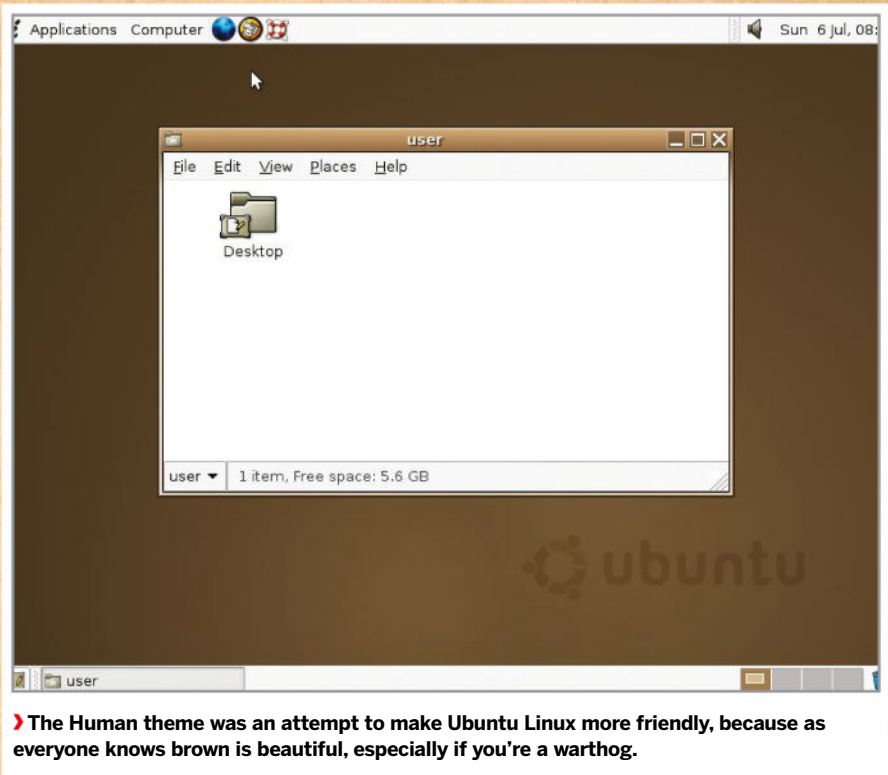 Applications Computer Sun 6 Jul, 08:
user
File Edit View Places Help
Desktop
user 1 item, Free space: 5.6 GB
ubuntu
user
The Human theme was an attempt to make Ubuntu Linux more friendly, because as
everyone knows brown is beautiful, especially if you’re a warthog.